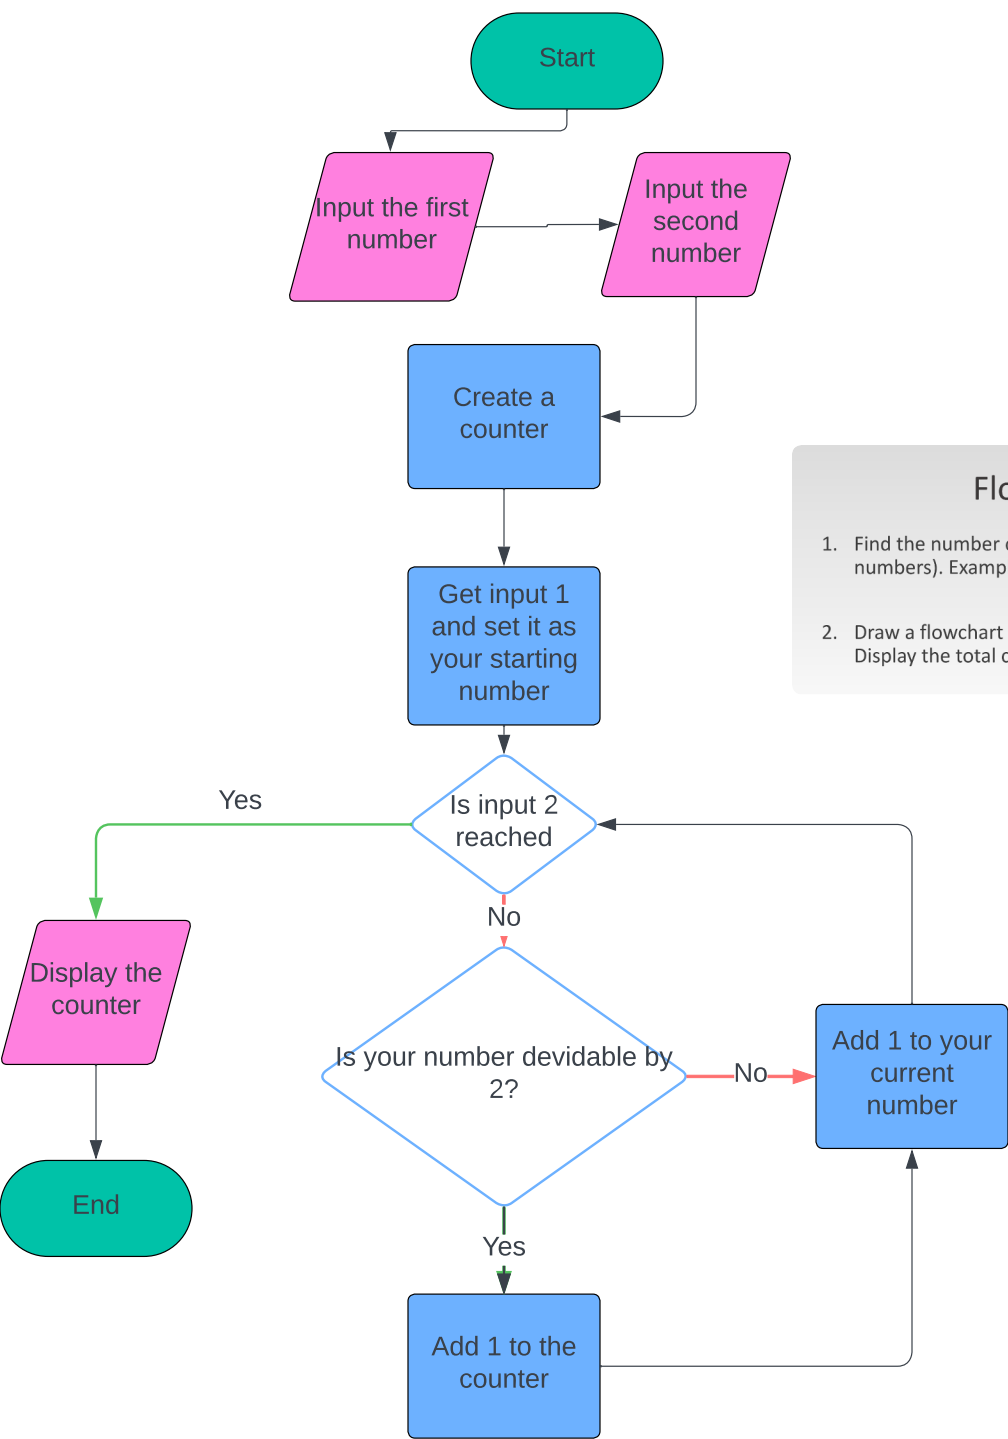 Start
Input the first
number
Input the
second
number
Create a
counter
Flo
1. Find the number
numbers). Examp
2. Draw a flowchart
Display the total
Get input 1
and set it as
your starting
number
Is input 2
reached
Yes
No
Display the
counter
Is your number devidable by
2?
No
Add 1 to your
current
number
End
Yes
Add 1 to the
counter